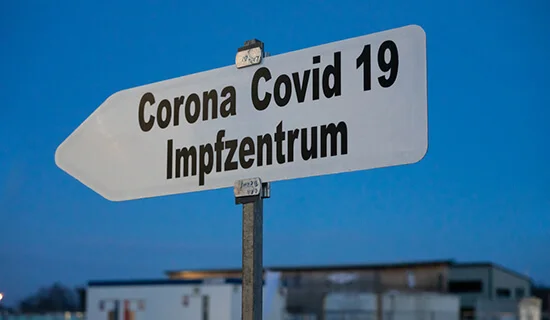 Corona Covid 19
Impfzentrum